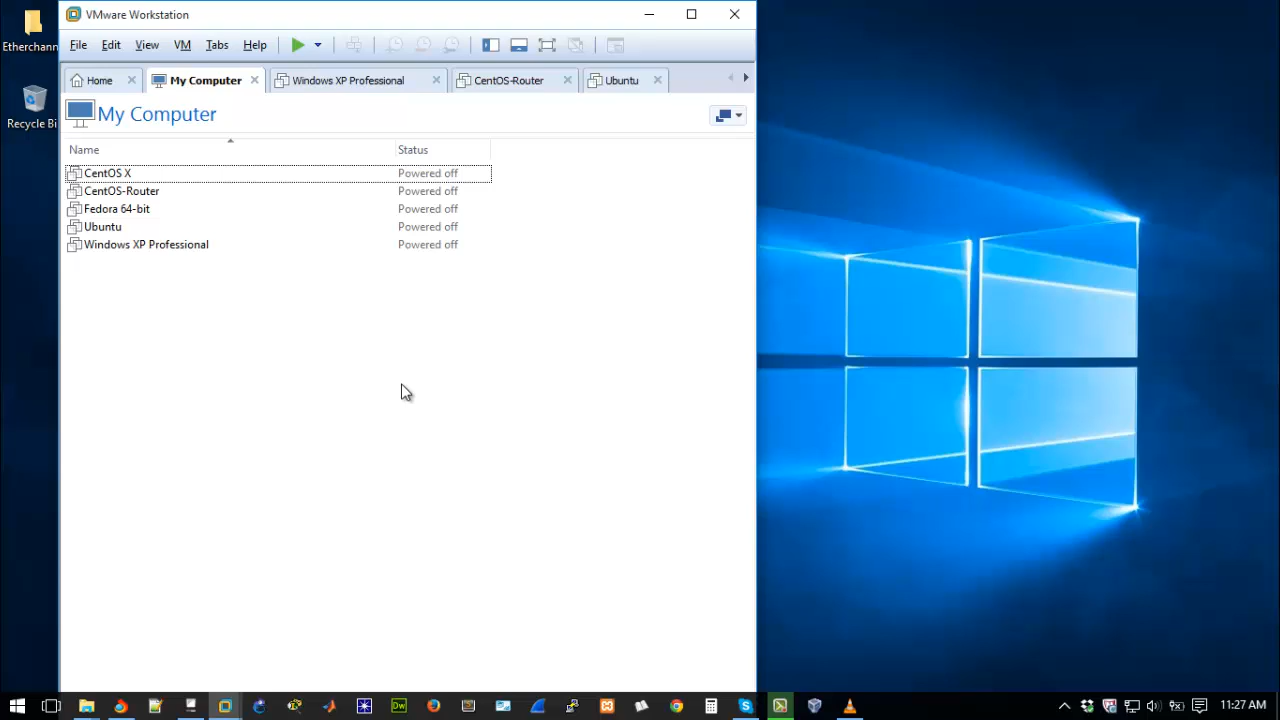 VMware Workstation
Etherchann
File Edit View VM Tabs Help
Home My Computer Windows XP Professional CentOS-Router Ubuntu
My Computer
Recycle Bi
Name Status
CentOS X Powered off
CentOS-Router Powered off
Fedora 64-bit Powered off
Ubuntu Powered off
Windows XP Professional Powered off
Dw
11:27 AM